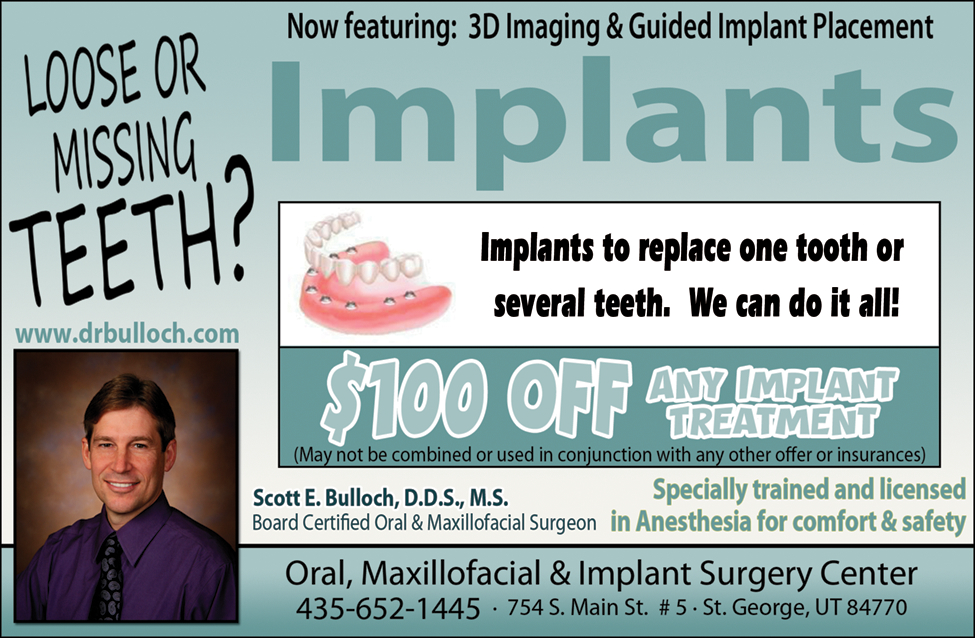 LOOSE OR
MISSING
TEETH?
www.drbulloch.com
Now featuring: 3D Imaging & Guided Implant Placement
Implants
Implants to replace one tooth or
several teeth. We can do it all!
$100 OFF ANY IMPLANT
TREATMENT
(May not be combined or used in conjunction with any other offer or insurances)
Scott E. Bulloch, D.D.S., M.S.
Board Certified Oral & Maxillofacial Surgeon
Specially trained and licensed
in Anesthesia for comfort & safety
Oral, Maxillofacial & Implant Surgery Center
435-652-1445 · 754 S. Main St. # 5 · St. George, UT 84770